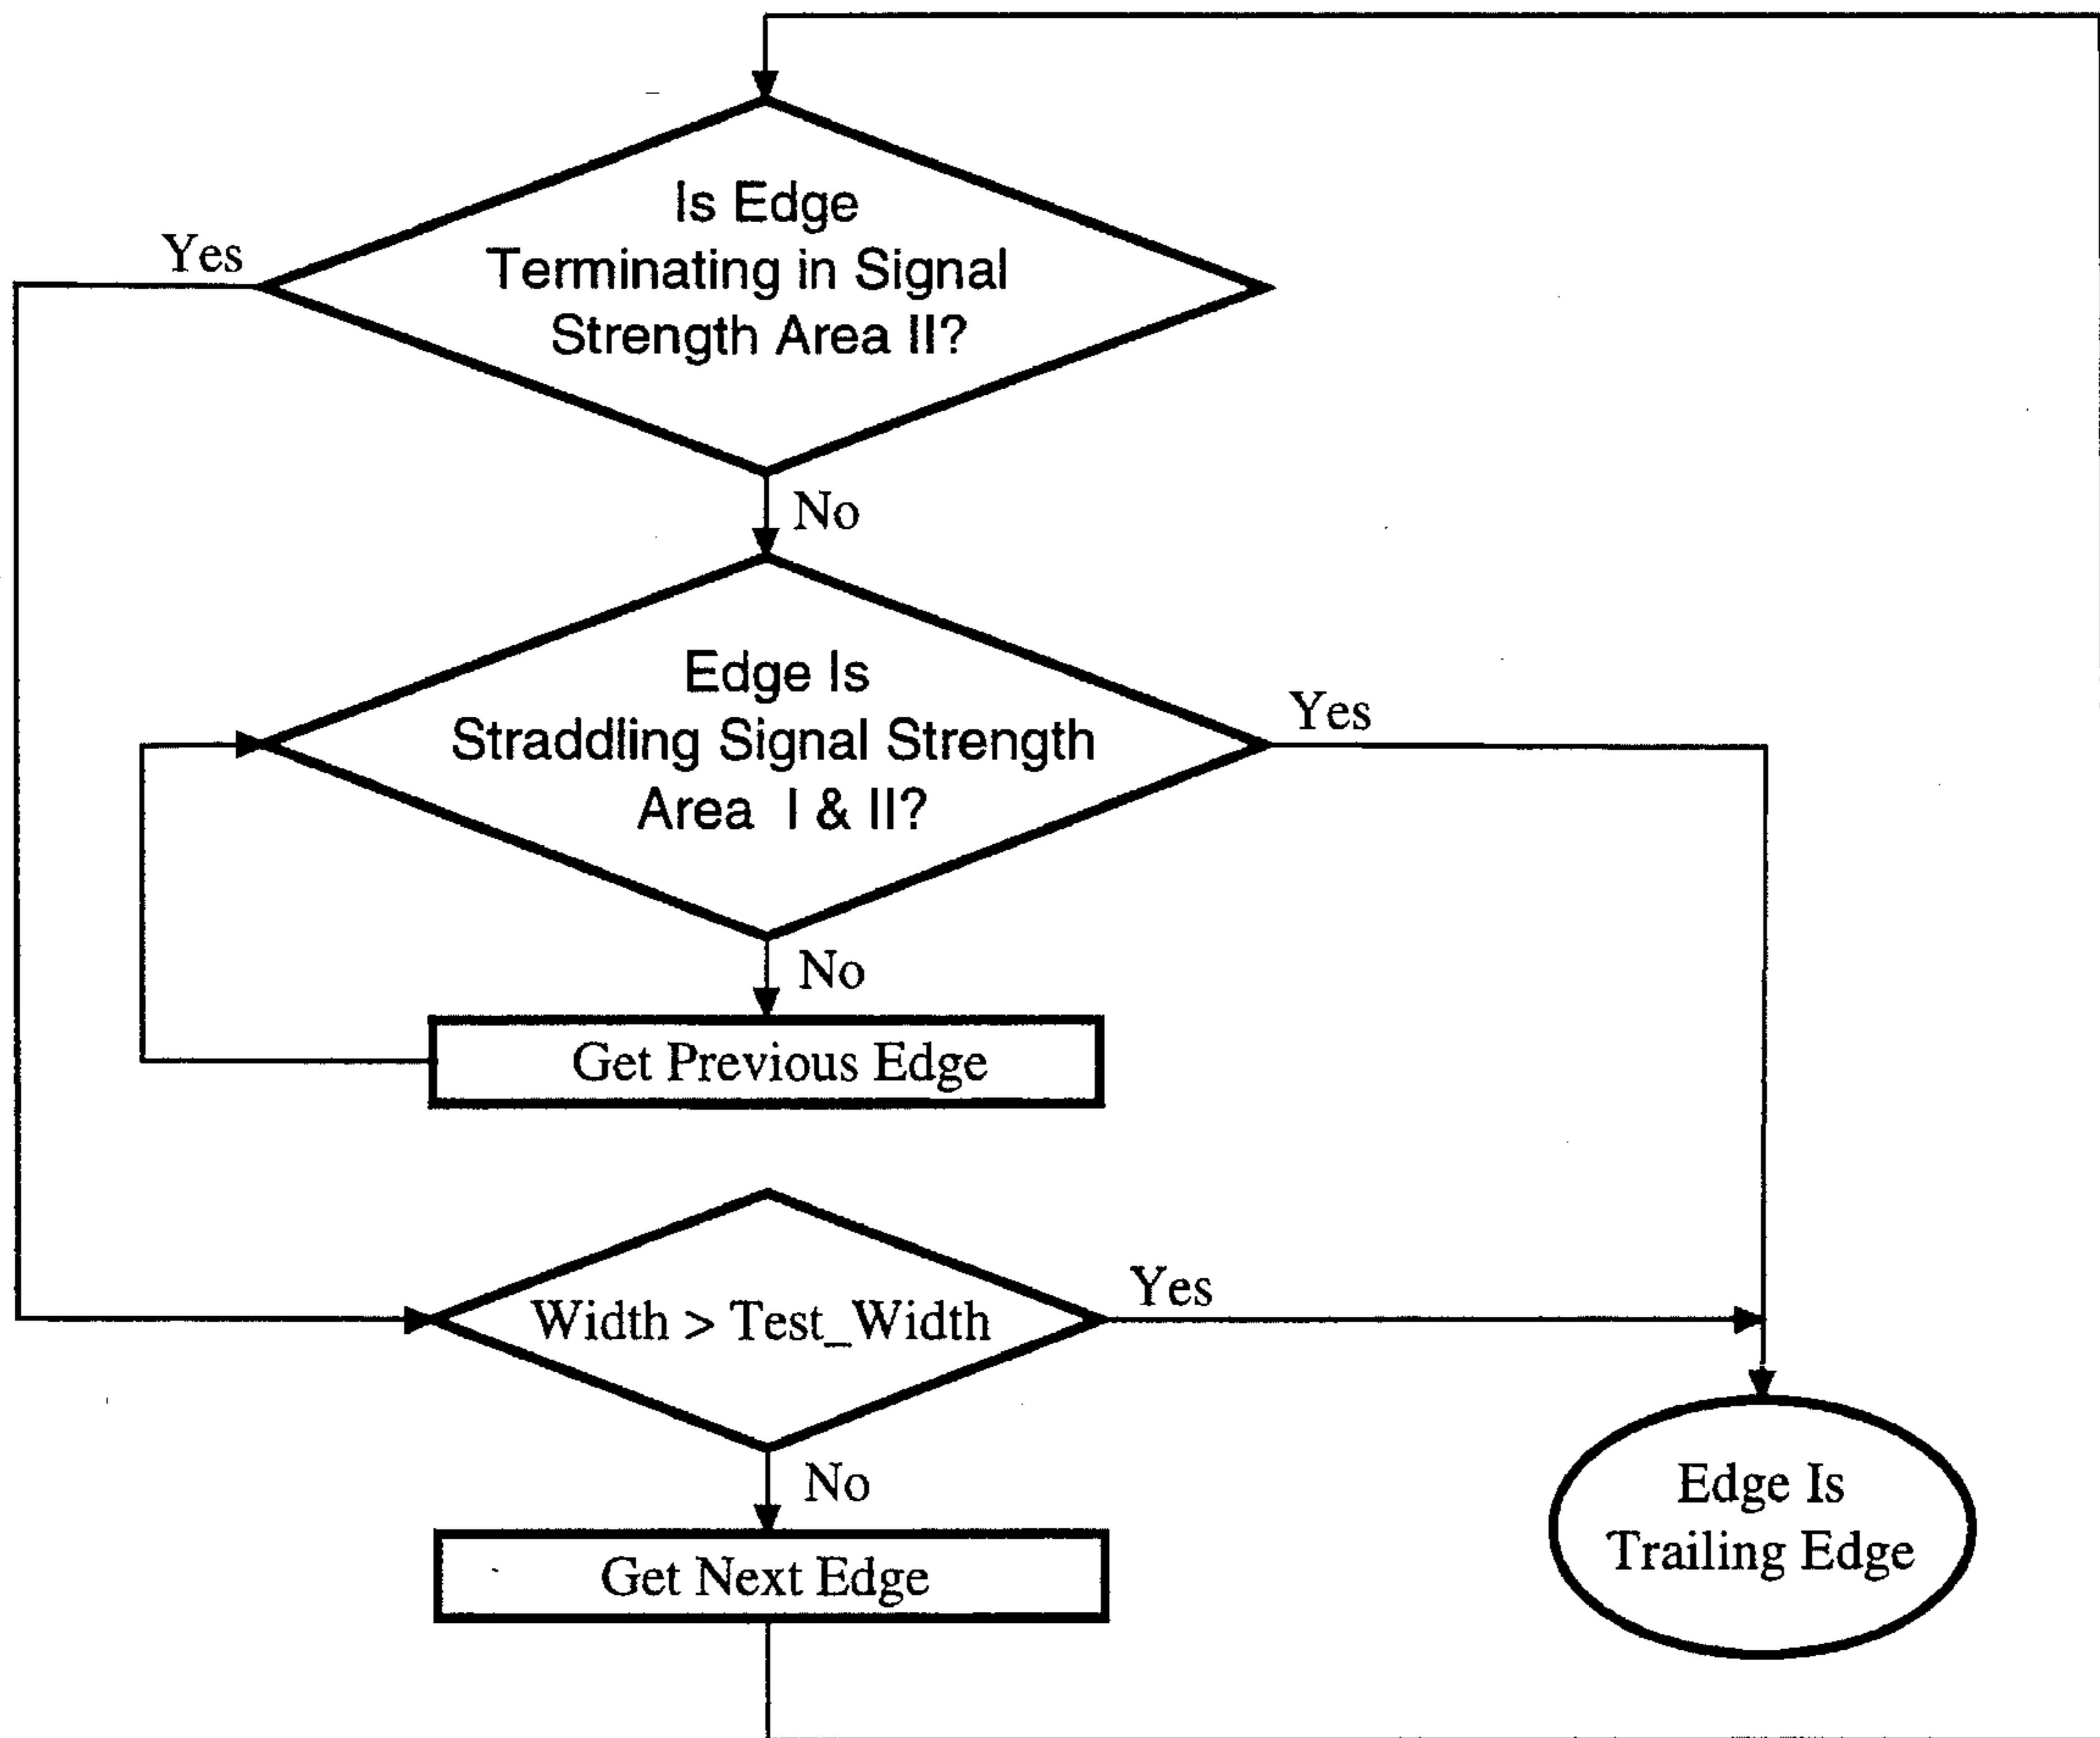 Is Edge
Terminating in Signal
Strength Area II?
Yes
No
Edge Is
Straddling Signal Strength
Area I & II?
Yes
No
Get Previous Edge
Width > Test_Width
Yes
No
Get Next Edge
Edge Is
Trailing Edge